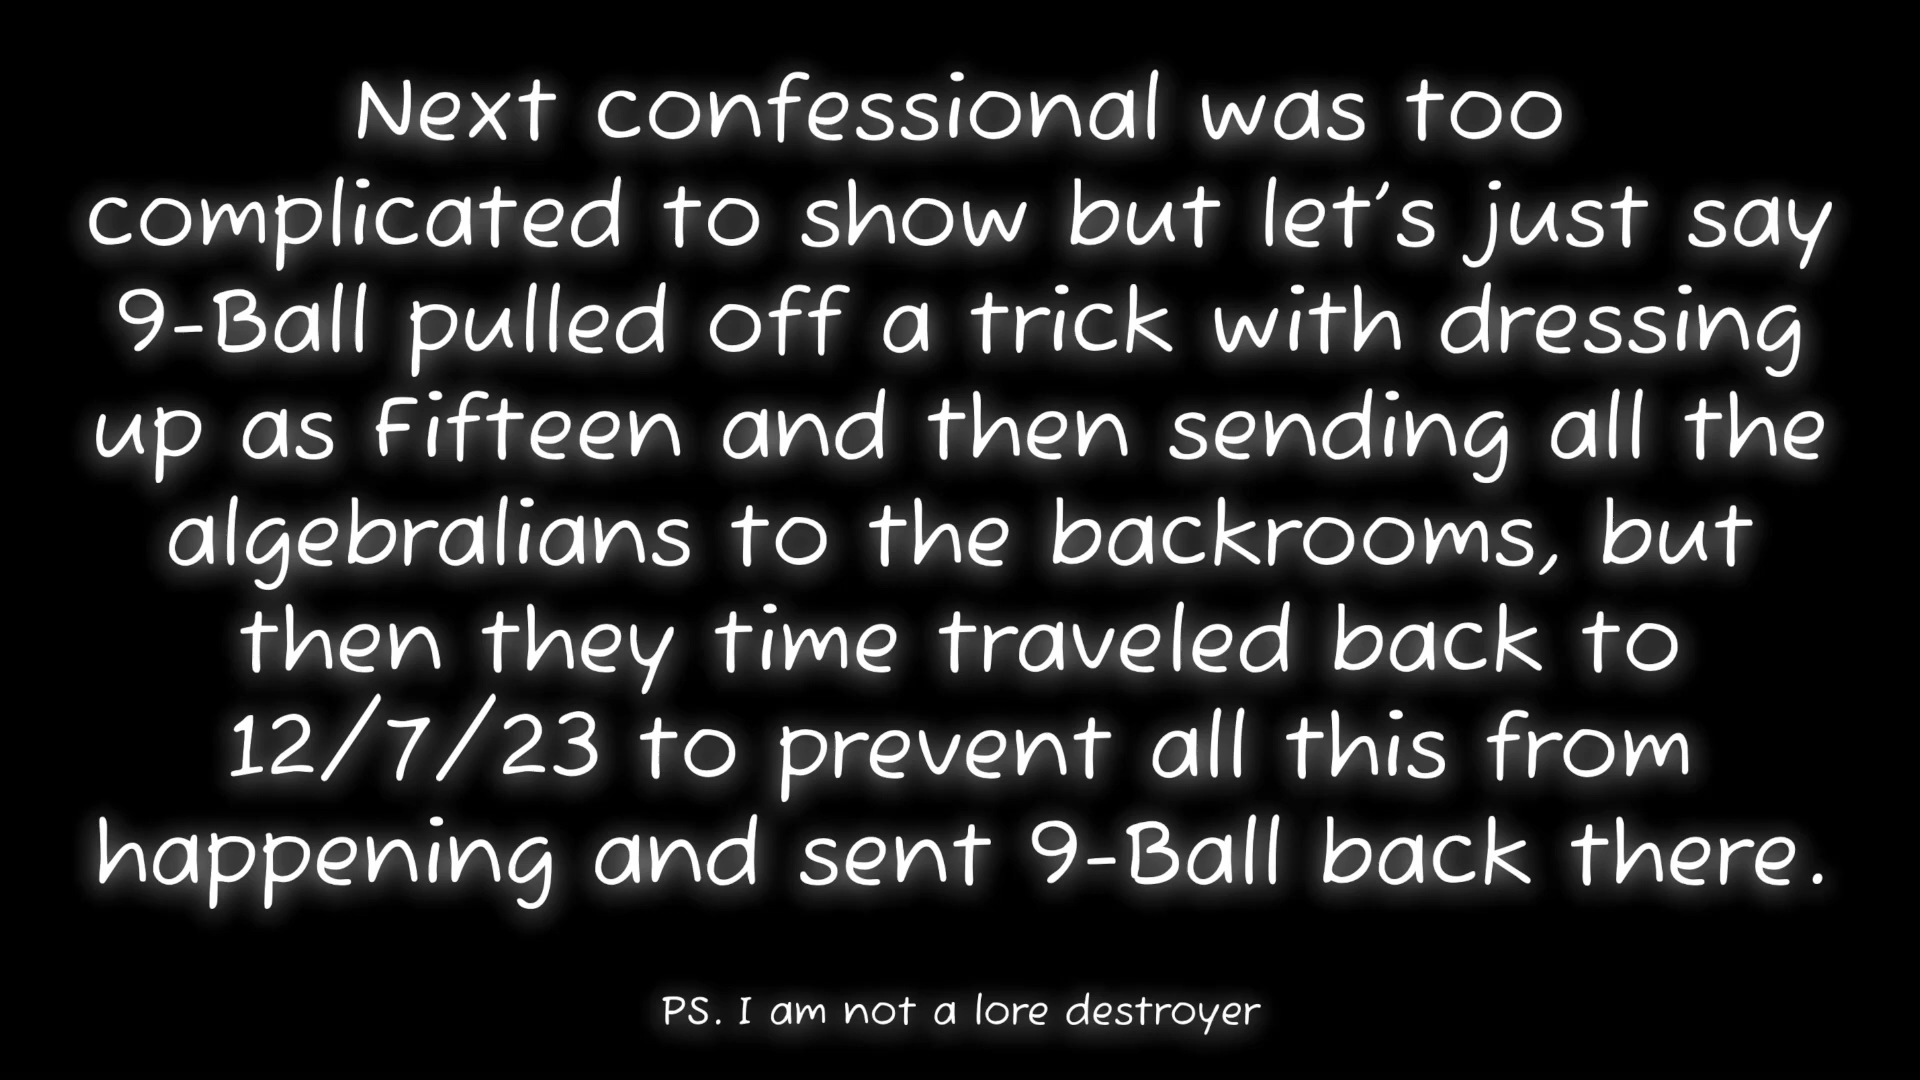 Next confessional was too
complicated to show but let's just say
9-Ball pulled off a trick with dressing
up as Fifteen and then sending all the
algebralians to the backrooms, but
then they time traveled back to
12/7/23 to prevent all this from
happening and sent 9-Ball back there.
PS. I am not a lore destroyer